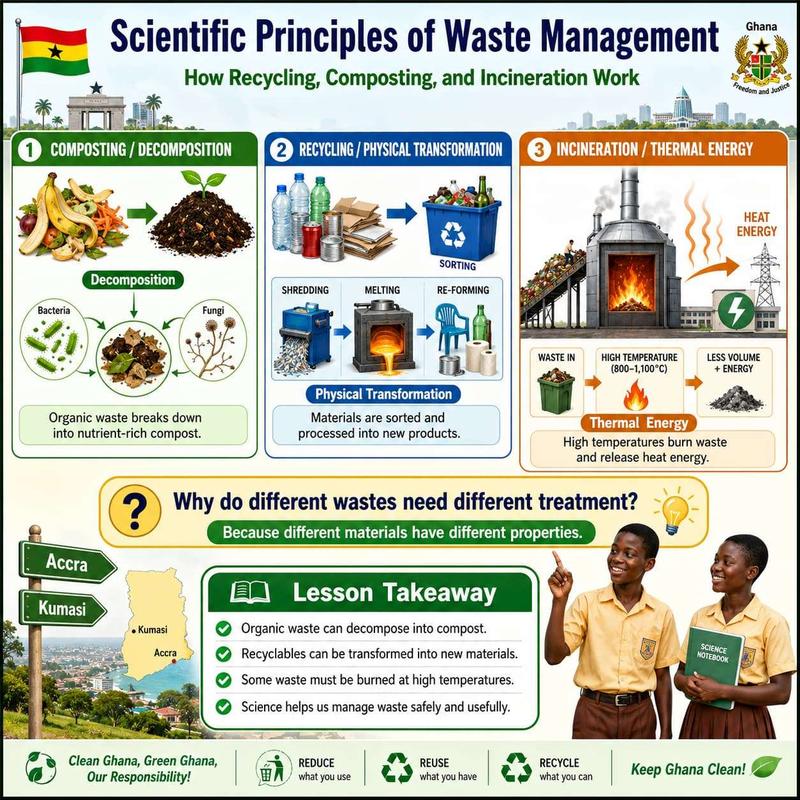 Scientific Principles of Waste Management
How Recycling, Composting, and Incineration Work
Ghana
Freedom and Justice
1 COMPOSTING / DECOMPOSITION
Decomposition
Bacteria
Fungi
Organic waste breaks down
into nutrient-rich compost.
2 RECYCLING / PHYSICAL TRANSFORMATION
SORTING
SHREDDING
MELTING
RE-FORMING
Physical Transformation
Materials are sorted and
processed into new products.
3 INCINERATION / THERMAL ENERGY
HEAT
ENERGY
WASTE IN
HIGH TEMPERATURE
(800–1,100°C)
LESS VOLUME
+ ENERGY
Thermal Energy
High temperatures burn waste
and release heat energy.
? Why do different wastes need different treatment?
Because different materials have different properties.
Accra
Kumasi
Kumasi
Accra
Lesson Takeaway
Organic waste can decompose into compost.
Recyclables can be transformed into new materials.
Some waste must be burned at high temperatures.
Science helps us manage waste safely and usefully.
SCIENCE
NOTEBOOK
Clean Ghana, Green Ghana,
Our Responsibility!
REDUCE
what you use
REUSE
what you have
RECYCLE
what you can
Keep Ghana Clean!